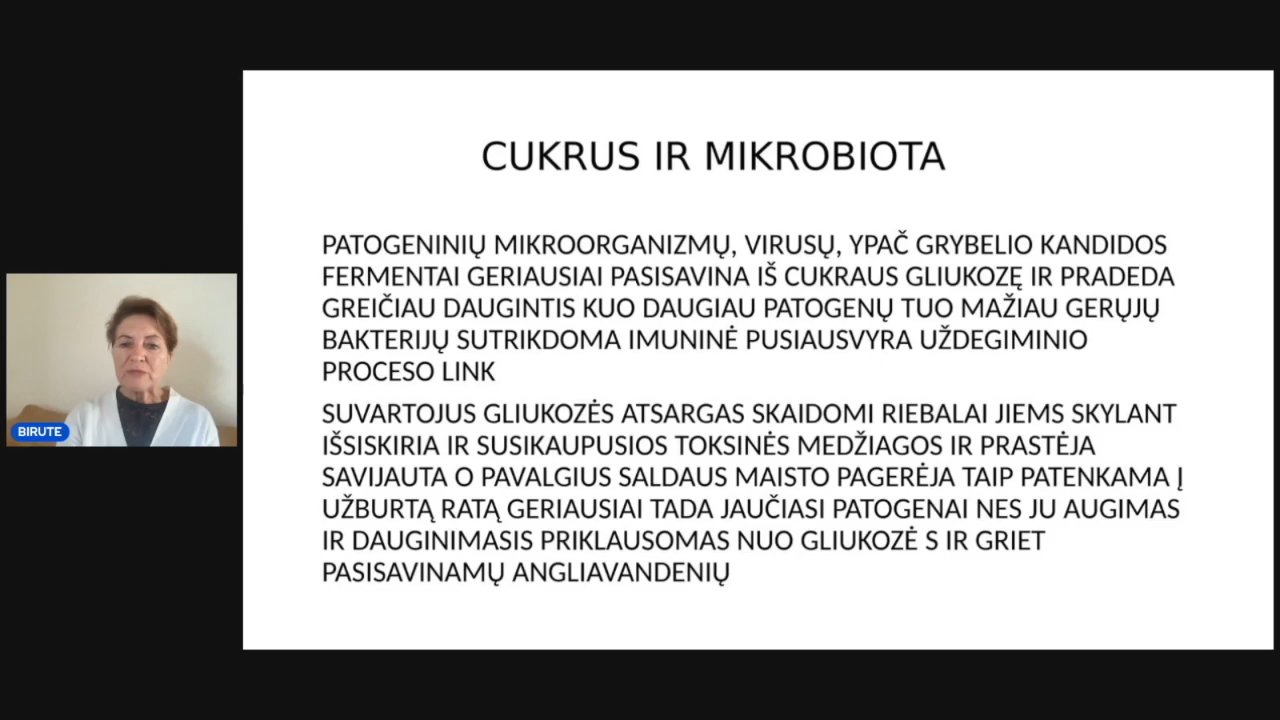 CUKRUS IR MIKROBIOTA
PATOGENINIŲ MIKROORGANIZMŲ, VIRUSŲ, YPAČ GRYBELIO KANDIDOS
FERMENTAI GERIAUSIAI PASISAVINA IŠ CUKRAUS GLIUKOZĘ IR PRADEDA
GREIČIAU DAUGINTIS KUO DAUGIAU PATOGENŲ TUO MAŽIAU GERŲJŲ
BAKTERIJŲ SUTRIKDOMA IMUNINĖ PUSIAUSVYRA UŽDEGIMINIO
PROCESO LINK
SUVARTOJUS GLIUKOZĖS ATSARGAS SKAIDOMI RIEBALAI JIEMS SKYLANT
IŠSISKIRIA IR SUSIKAUPUSIOS TOKSINĖS MEDŽIAGOS IR PRASTĖJA
SAVIJAUTA O PAVALGIUS SALDAUS MAISTO PAGERĖJA TAIP PATENKAMA Į
UŽBURTĄ RATĄ GERIAUSIAI TADA JAUČIASI PATOGENAI NES JU AUGIMAS
IR DAUGINIMASIS PRIKLAUSOMAS NUO GLIUKOZĖ S IR GRIET
PASISAVINAMŲ ANGLIAVANDENIŲ
BIRUTE